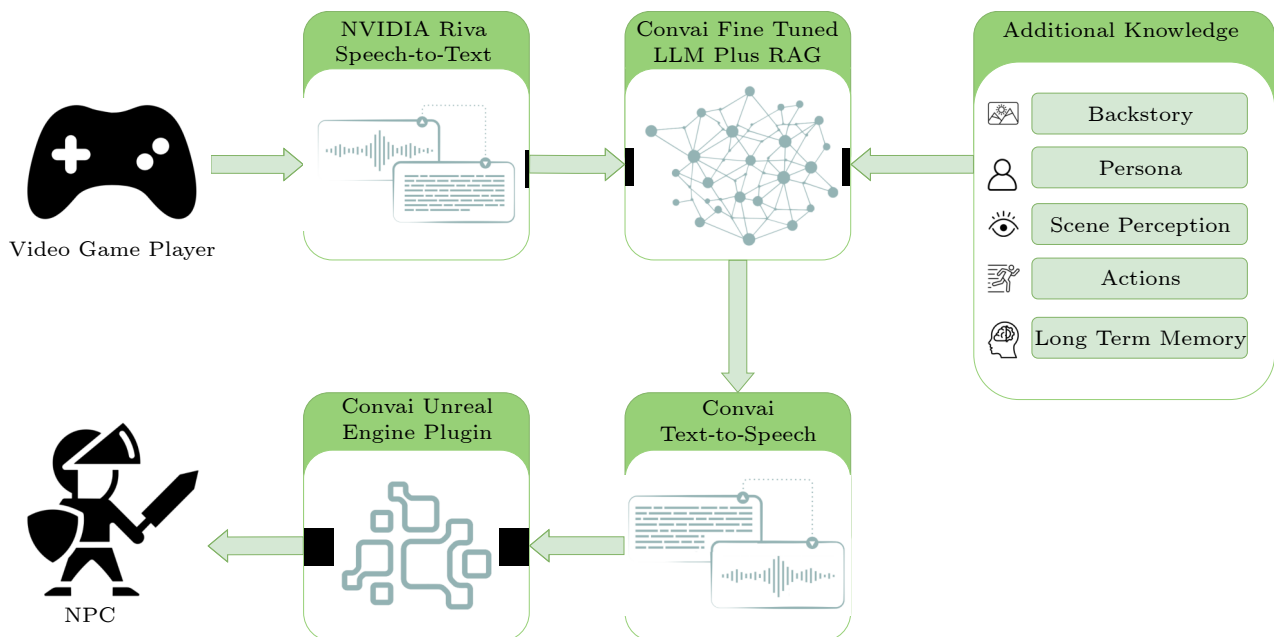 NVIDIA Riva
Speech-to-Text
Convai Fine Tuned
LLM Plus RAG
Additional Knowledge
Backstory
Persona
Scene Perception
Actions
Long Term Memory
Video Game Player
Convai Unreal
Engine Plugin
Convai
Text-to-Speech
NPC